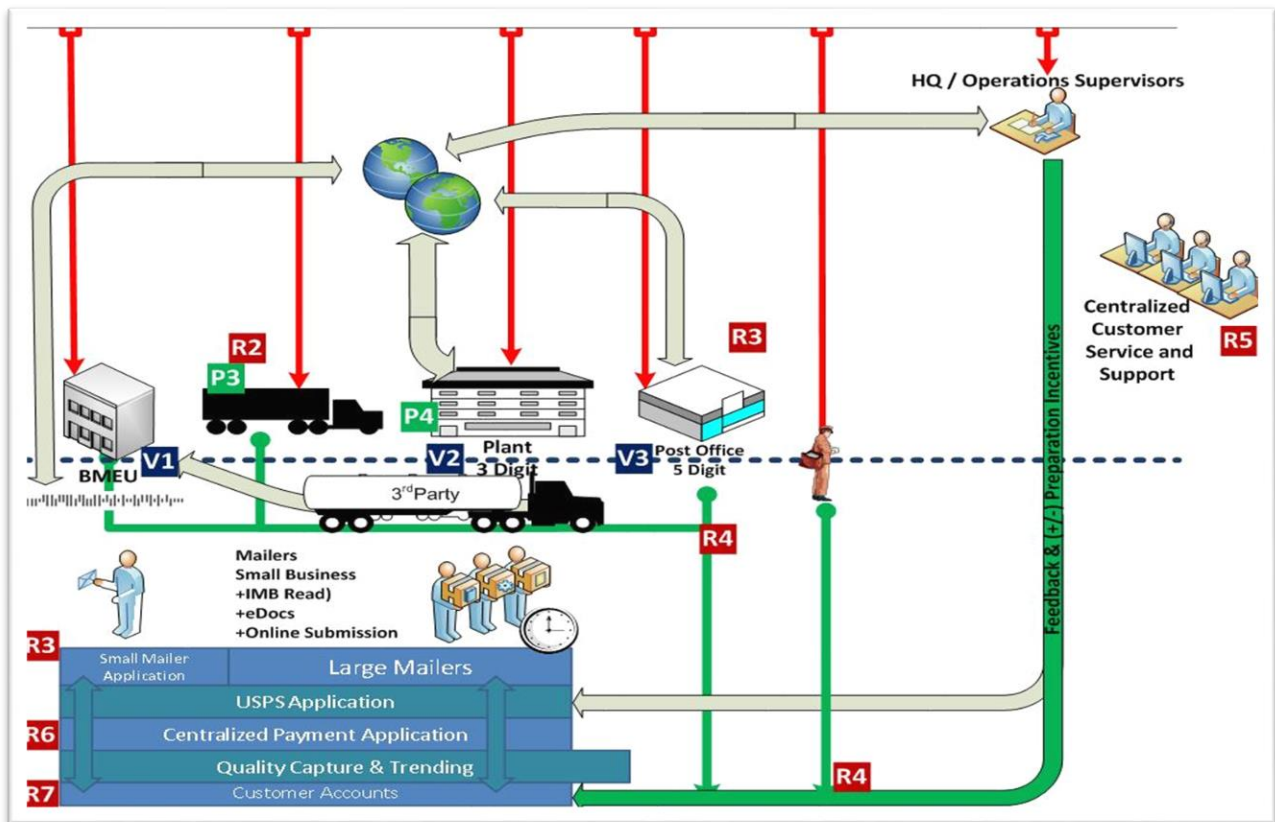 HQ / Operations Supervisors
Centralized
Customer
Service and
Support
R5
R2
P3
R3
P4
Plant
3 Digit
Post Office
5 Digit
V1
V2
V3
BMEU
3rdParty
R4
Feedback & (+/-) Preparation Incentives
Mailers
Small Business
+IMB Read)
+eDocs
+Online Submission
R3
Small Mailer
Application
Large Mailers
USPS Application
R6
Centralized Payment Application
Quality Capture & Trending
R7
Customer Accounts
R4